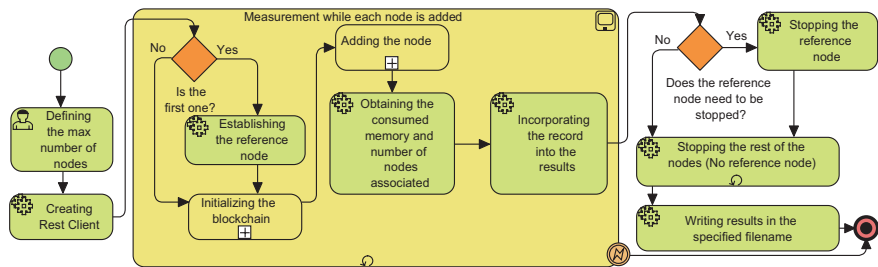 Measurement while each node is added
Defining
the max
number of
nodes
Creating
Rest Client
No
Yes
Is the
first one?
Establishing
the reference
node
Initializing the
blockchain
Adding the node
Obtaining the
consumed
memory and
number of
nodes
associated
Incorporating
the record
into the
results
No
Yes
Does the reference
node need to be
stopped?
Stopping the
reference
node
Stopping the rest of the
nodes (No reference node)
Writing results in the
specified filename